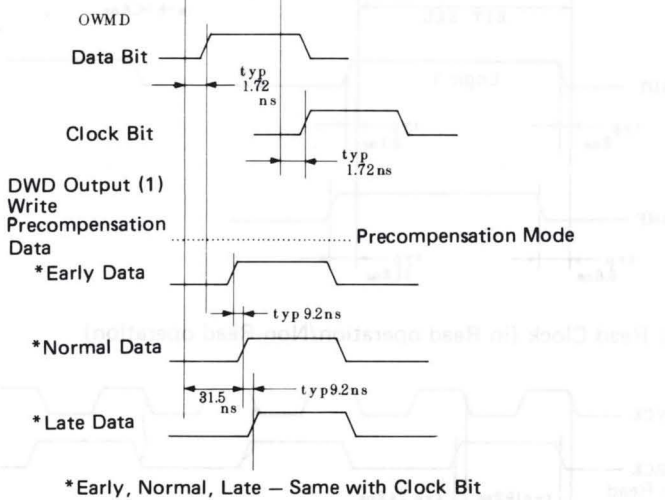 OWMD
Data Bit
typ
1.72
ns
Clock Bit
typ
1.72ns
DWD Output (1)
Write
Precompensation
Data
Precompensation Mode
*Early Data
typ 9.2ns
*Normal Data
31.5
ns
typ9.2ns
*Late Data
*Early, Normal, Late – Same with Clock Bit